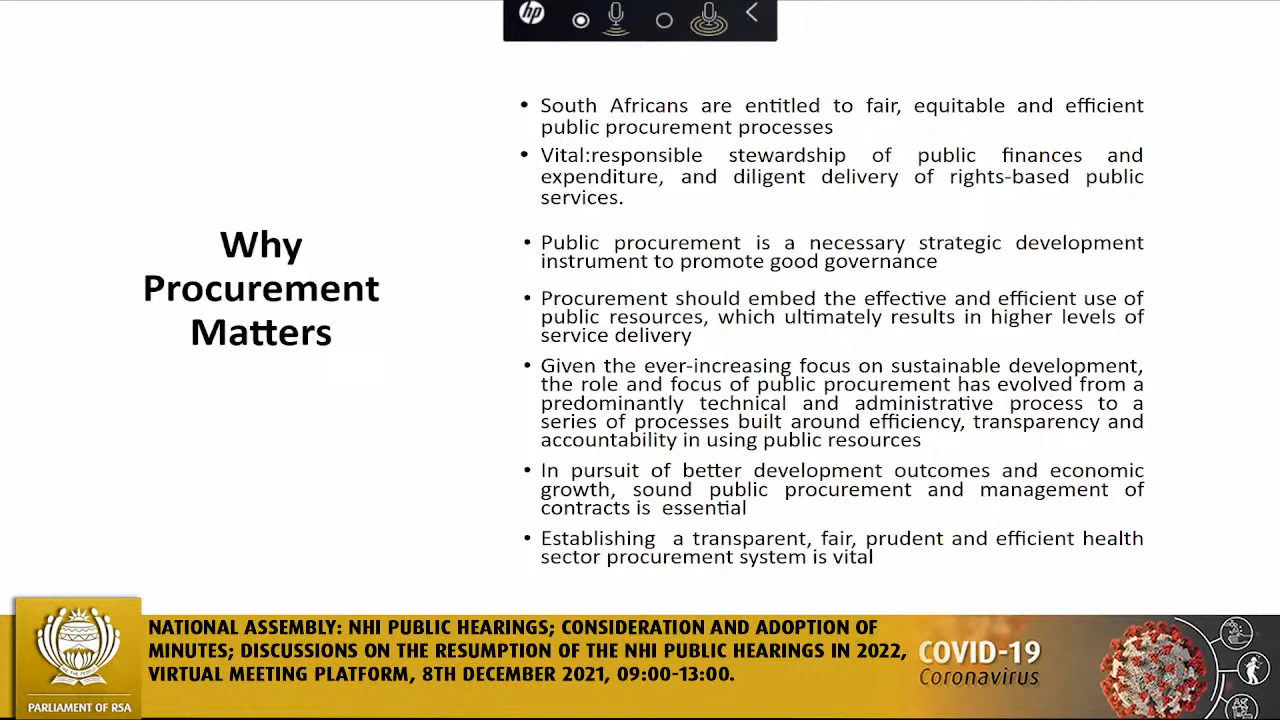 hp
Why
Procurement
Matters
• South Africans are entitled to fair, equitable and efficient
public procurement processes
• Vital:responsible stewardship of public finances and
expenditure, and diligent delivery of rights-based public
services.
• Public procurement is a necessary strategic development
instrument to promote good governance
• Procurement should embed the effective and efficient use of
public resources, which ultimately results in higher levels of
service delivery
• Given the ever-increasing focus on sustainable development,
the role and focus of public procurement has evolved from a
predominantly technical and administrative process to a
series of processes built around efficiency, transparency and
accountability in using public resources
• In pursuit of better development outcomes and economic
growth, sound public procurement and management of
contracts is essential
• Establishing a transparent, fair, prudent and efficient health
sector procurement system is vital
NATIONAL ASSEMBLY: NHI PUBLIC HEARINGS; CONSIDERATION AND ADOPTION OF
MINUTES; DISCUSSIONS ON THE RESUMPTION OF THE NHI PUBLIC HEARINGS IN 2022,
VIRTUAL MEETING PLATFORM, 8TH DECEMBER 2021, 09:00-13:00.
PARLIAMENT OF RSA
COVID-19
Coronavirus